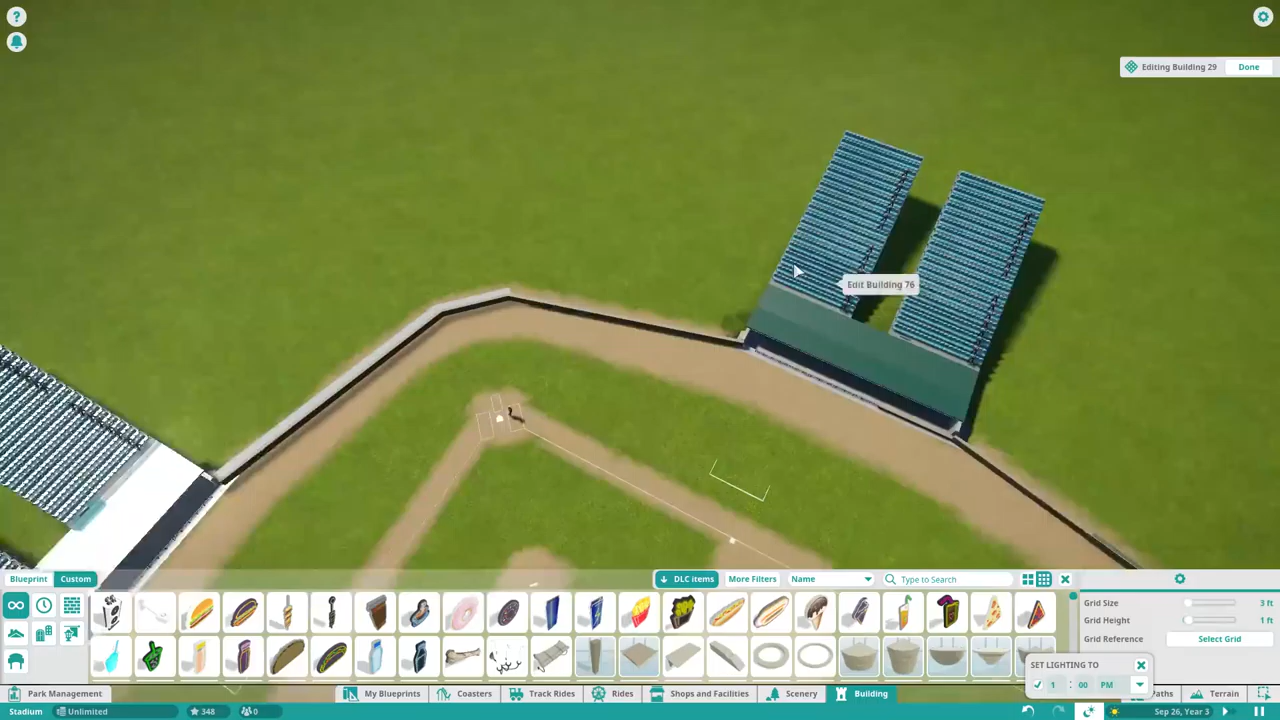 ?
Editing Building 29 Done
Edit Building 76
Blueprint Custom DLC items More Filters Name Type to Search
Grid Size 3 ft
Grid Height 1 ft
Grid Reference Select Grid
SET LIGHTING TO
1 : 00 PM
Park Management My Blueprints Coasters Track Rides Rides Shops and Facilities Scenery Building Paths Terrain
Stadium Unlimited 348 0 Sep 26, Year 3